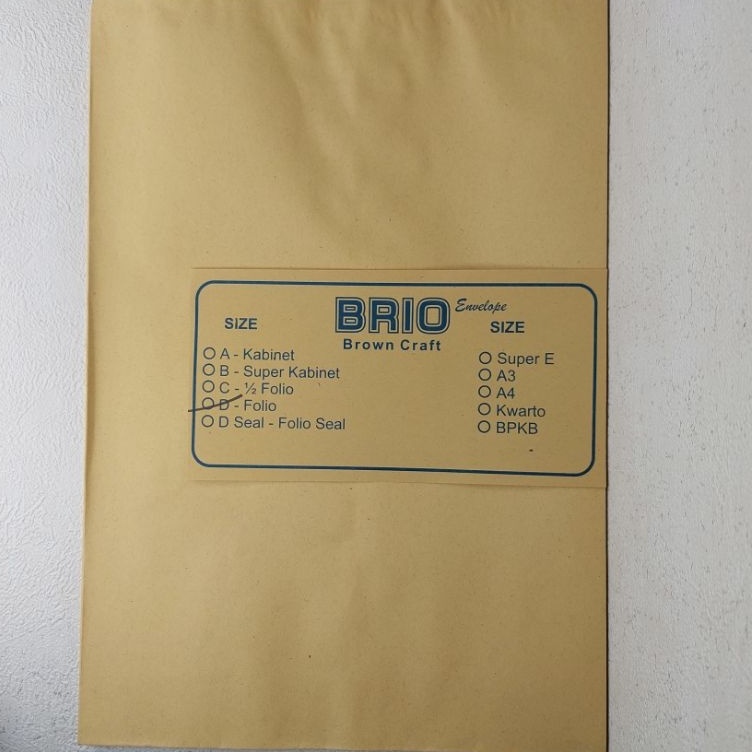 BRIO Envelope
Brown Craft
SIZE
A - Kabinet
B - Super Kabinet
C - ½ Folio
D - Folio
D Seal - Folio Seal
SIZE
Super E
A3
A4
Kwarto
BPKB